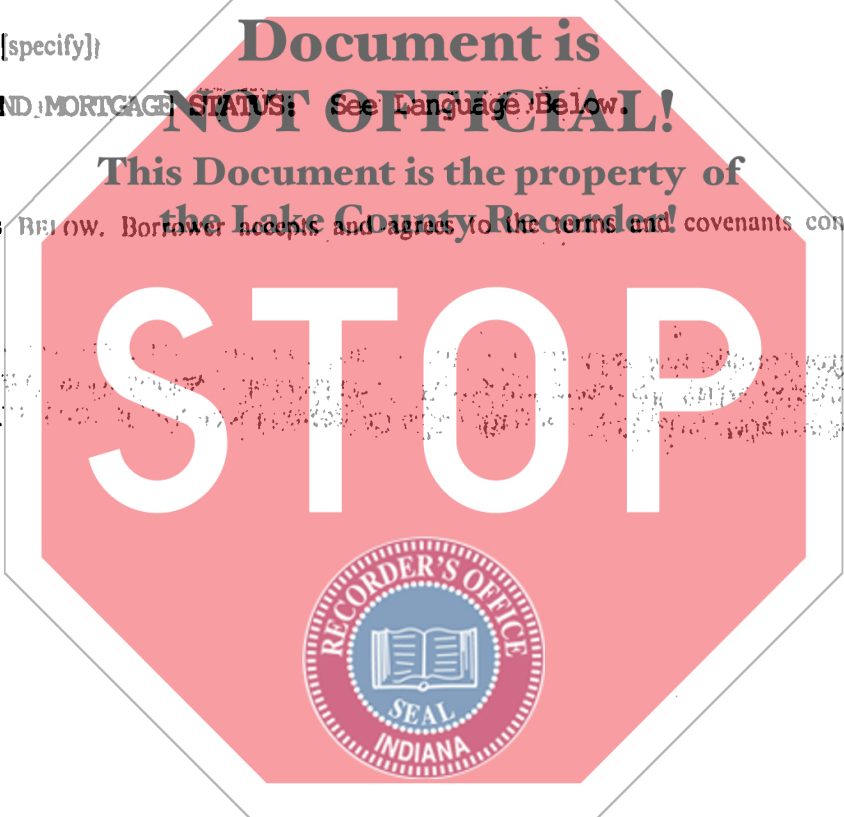 Document is
[specify])
NOT OFFICIAL!
ND MORTGAGE STATUS: See Language Below.
This Document is the property of
the Lake County Recorder!
BELOW. Borrower accepts and agrees to the terms and covenants con
STOP
RECORDER'S OFFICE
SEAL
INDIANA